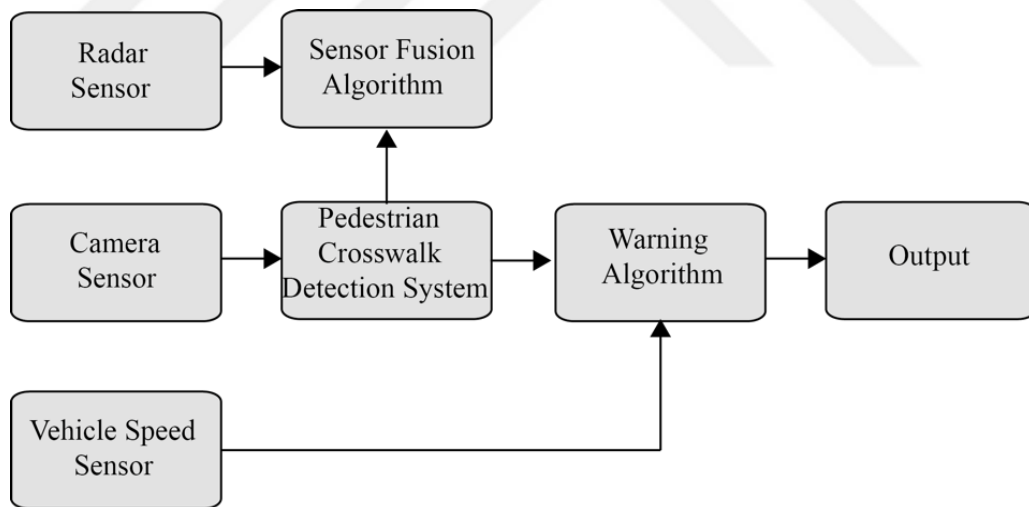 Radar
Sensor
Sensor Fusion
Algorithm
Camera
Sensor
Pedestrian
Crosswalk
Detection System
Warning
Algorithm
Output
Vehicle Speed
Sensor